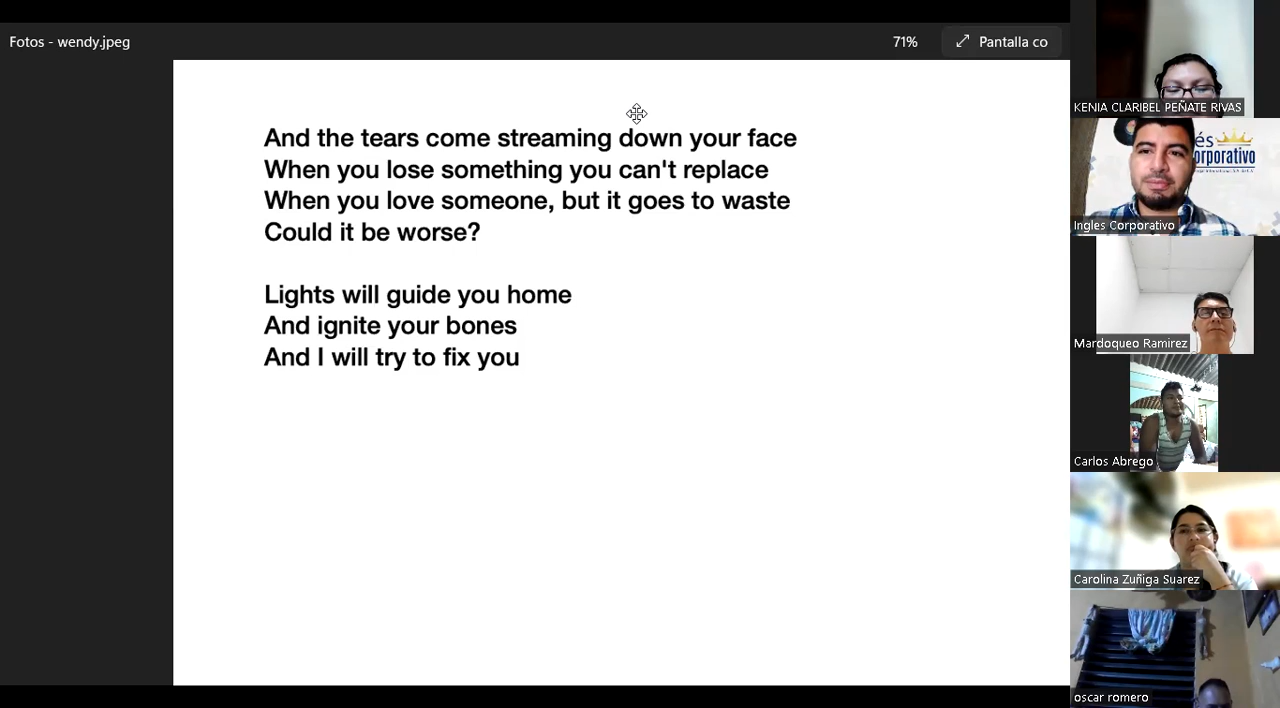 Fotos - wendy.jpeg
71%
Pantalla co
And the tears come streaming down your face
When you lose something you can't replace
When you love someone, but it goes to waste
Could it be worse?
Lights will guide you home
And ignite your bones
And I will try to fix you
KENIA CLARIBEL PEÑATE RIVAS
és
orporativo
Ingles Corporativo
Mardoqueo Ramirez
Carlos Abrego
Carolina Zuñiga Suarez
oscar romero